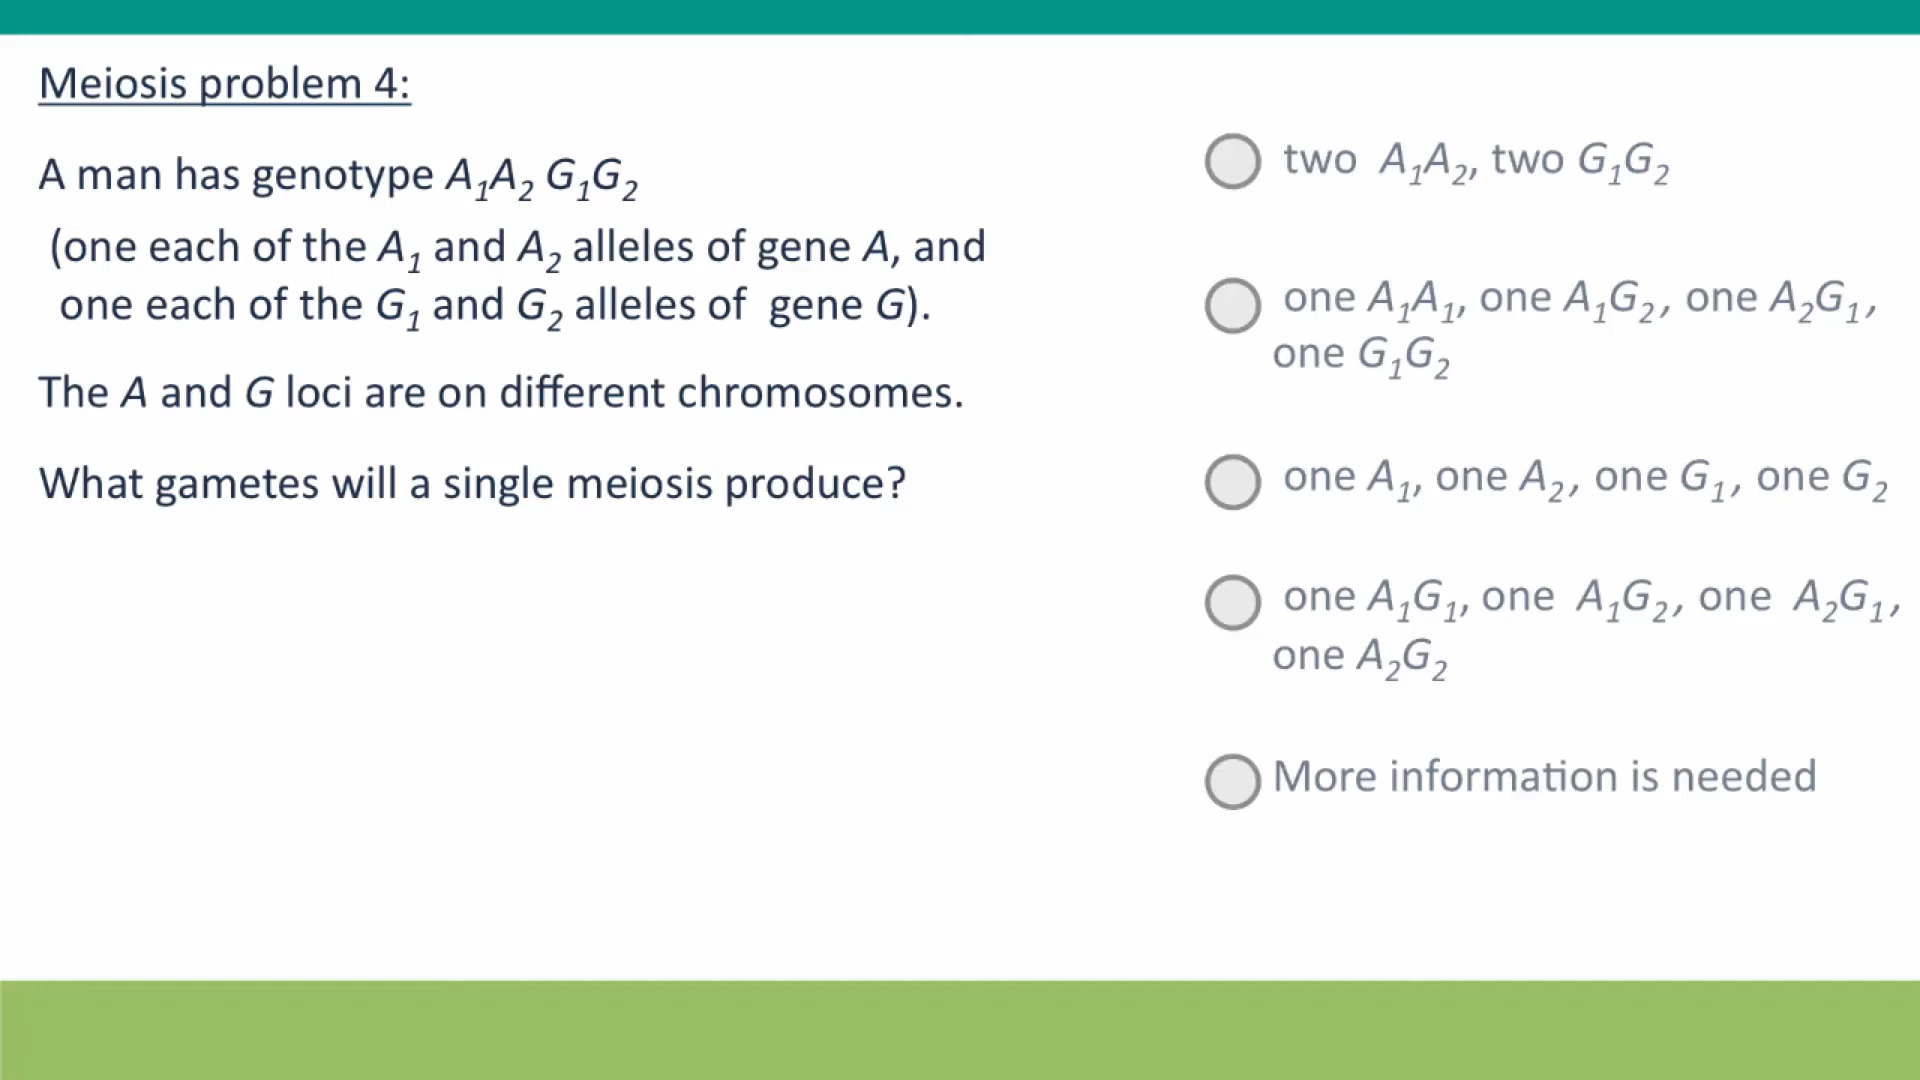 Meiosis problem 4:
A man has genotype A₁A₂ G₁G₂
(one each of the A₁ and A₂ alleles of gene A, and
one each of the G₁ and G₂ alleles of gene G).
The A and G loci are on different chromosomes.
What gametes will a single meiosis produce?
two A₁A₂, two G₁G₂
one A₁A₁, one A₁G₂, one A₂G₁,
one G₁G₂
one A₁, one A₂, one G₁, one G₂
one A₁G₁, one A₁G₂, one A₂G₁,
one A₂G₂
More information is needed